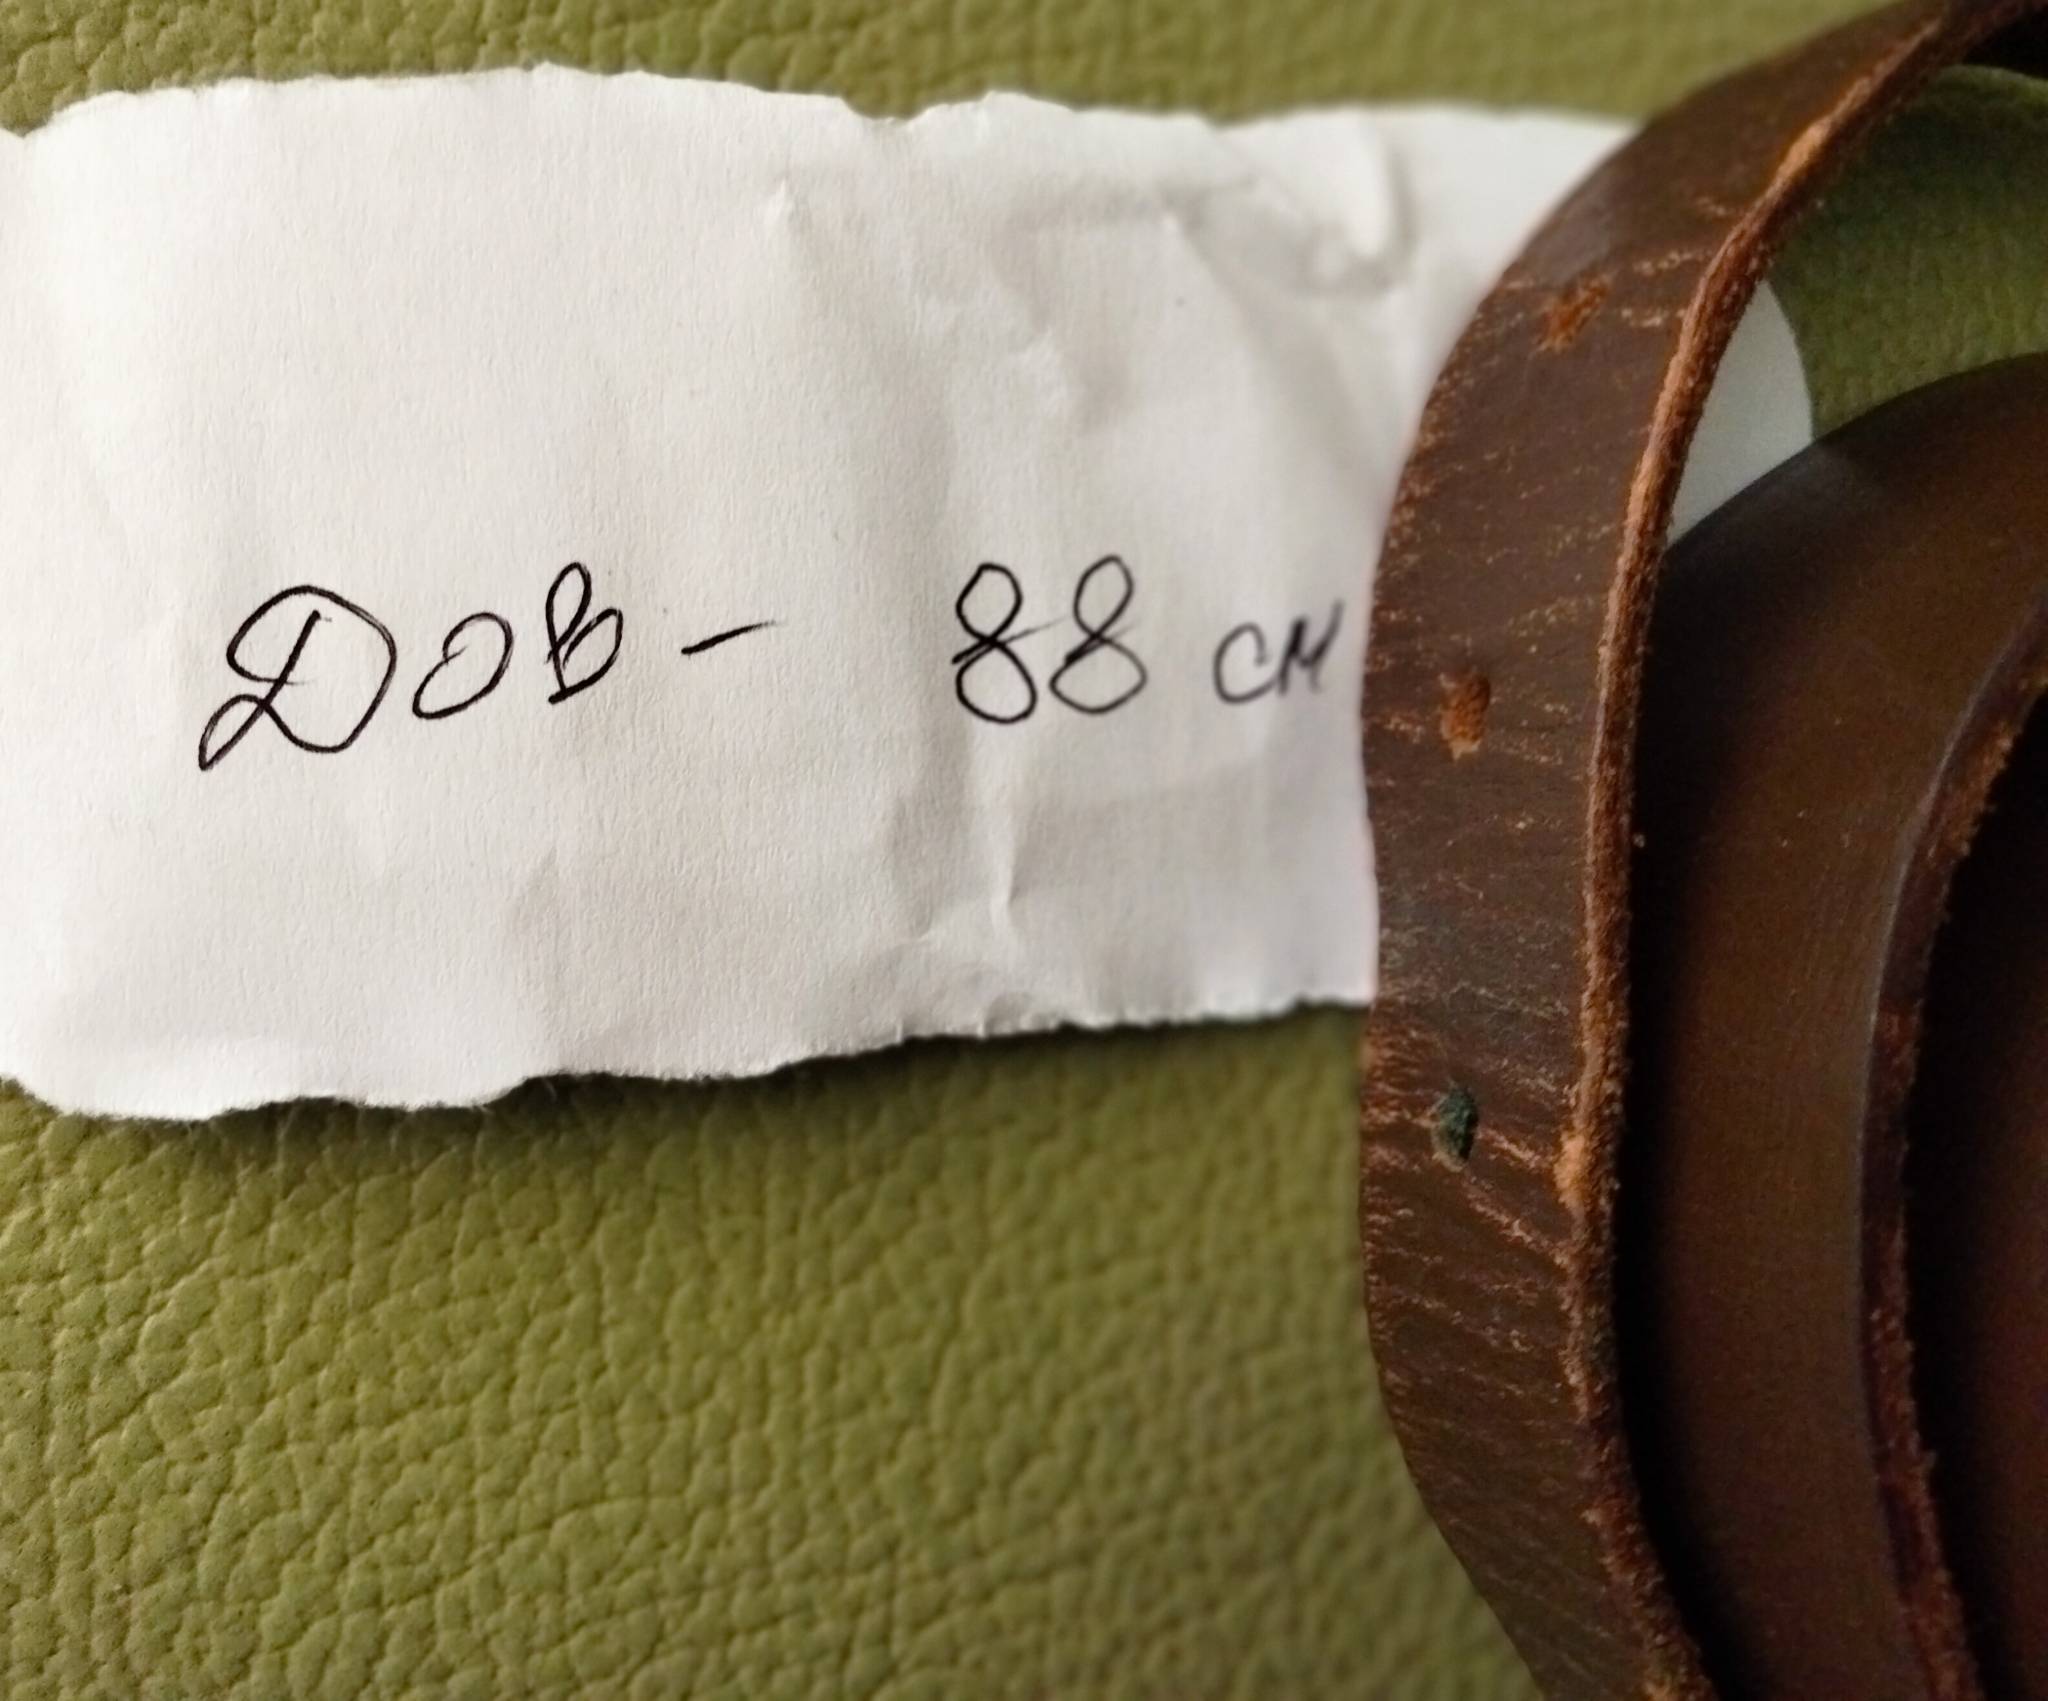 Дов - 88 см